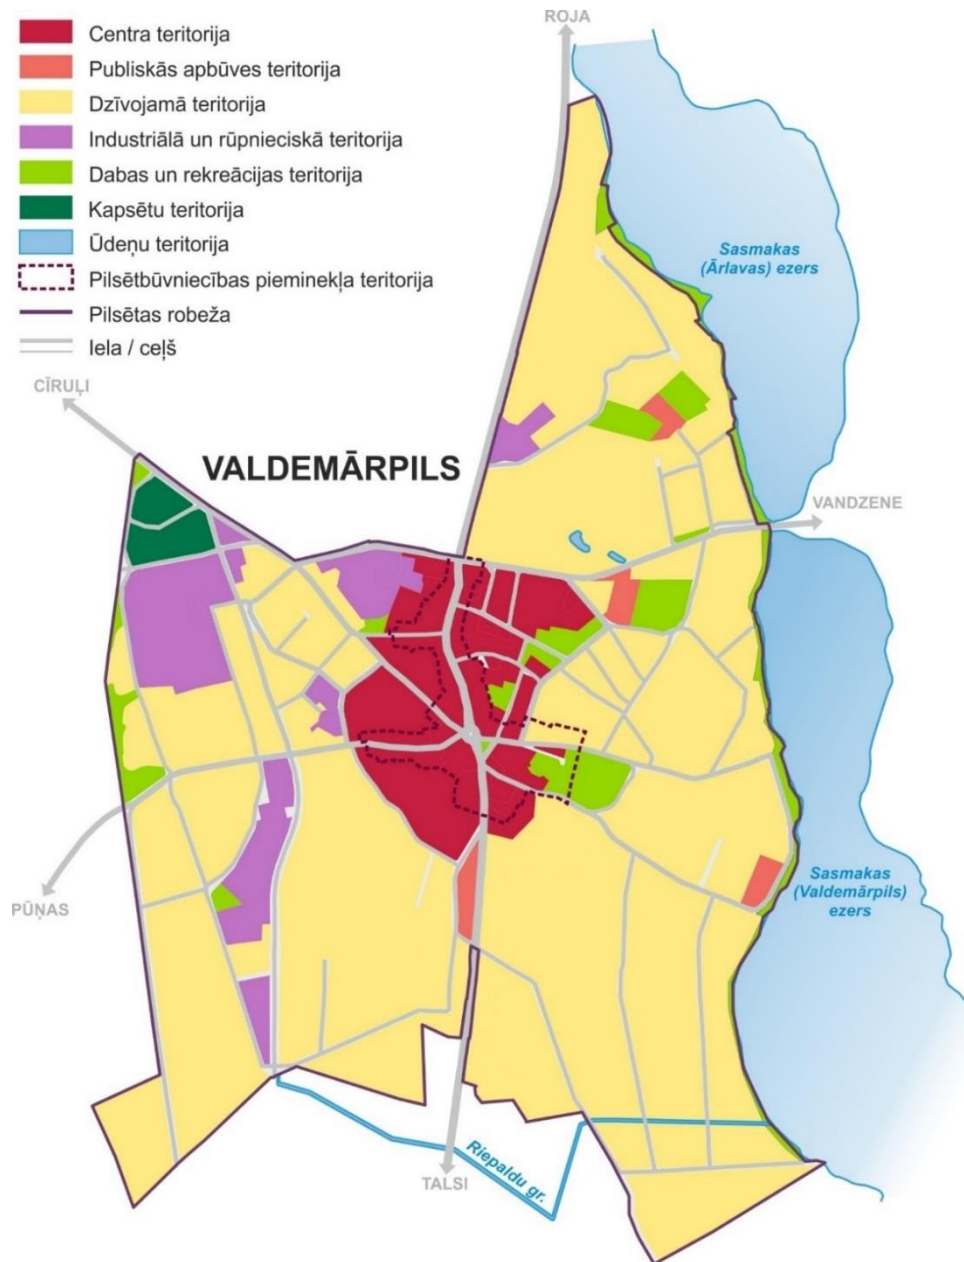 ROJA
Centra teritorija
Publiskās apbūves teritorija
Dzīvojamā teritorija
Industriālā un rūpnieciskā teritorija
Dabas un rekreācijas teritorija
Kapsētu teritorija
Ūdeņu teritorija
Pilsētbūvniecības pieminekļa teritorija
Pilsētas robeža
Iela / ceļš
Sasmakas
(Ārlavas) ezers
CĪRUĻI
VALDEMĀRPILS
VANDZENE
Sasmakas
(Valdemārpils)
ezers
PŪŅAS
Riepaldu gr.
TALSI